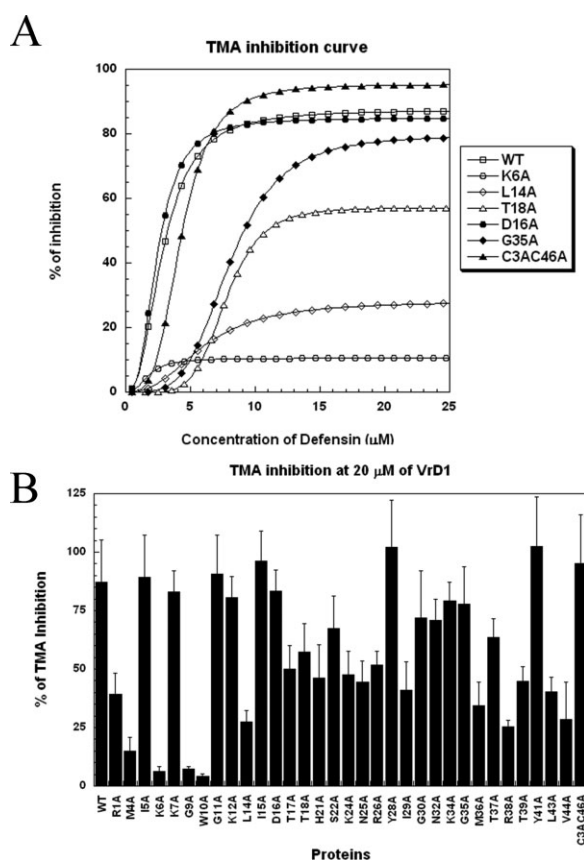 A
TMA inhibition curve
100
80
60
40
20
0
% of inhibition
0
5
10
15
20
25
Concentration of Defensin (μM)
WT
K6A
L14A
T18A
D16A
G35A
C3AC46A
B
TMA inhibition at 20 μM of VrD1
125
100
75
50
25
0
% of TMA Inhibition
WT
R1A
M4A
I5A
K6A
K7A
G9A
W10A
G11A
K12A
L14A
I15A
D16A
T17A
T18A
H21A
S22A
K24A
N25A
R26A
Y28A
I29A
G30A
N32A
K34A
G35A
M36A
T37A
R38A
T39A
Y41A
L43A
V44A
C3AC46A
Proteins